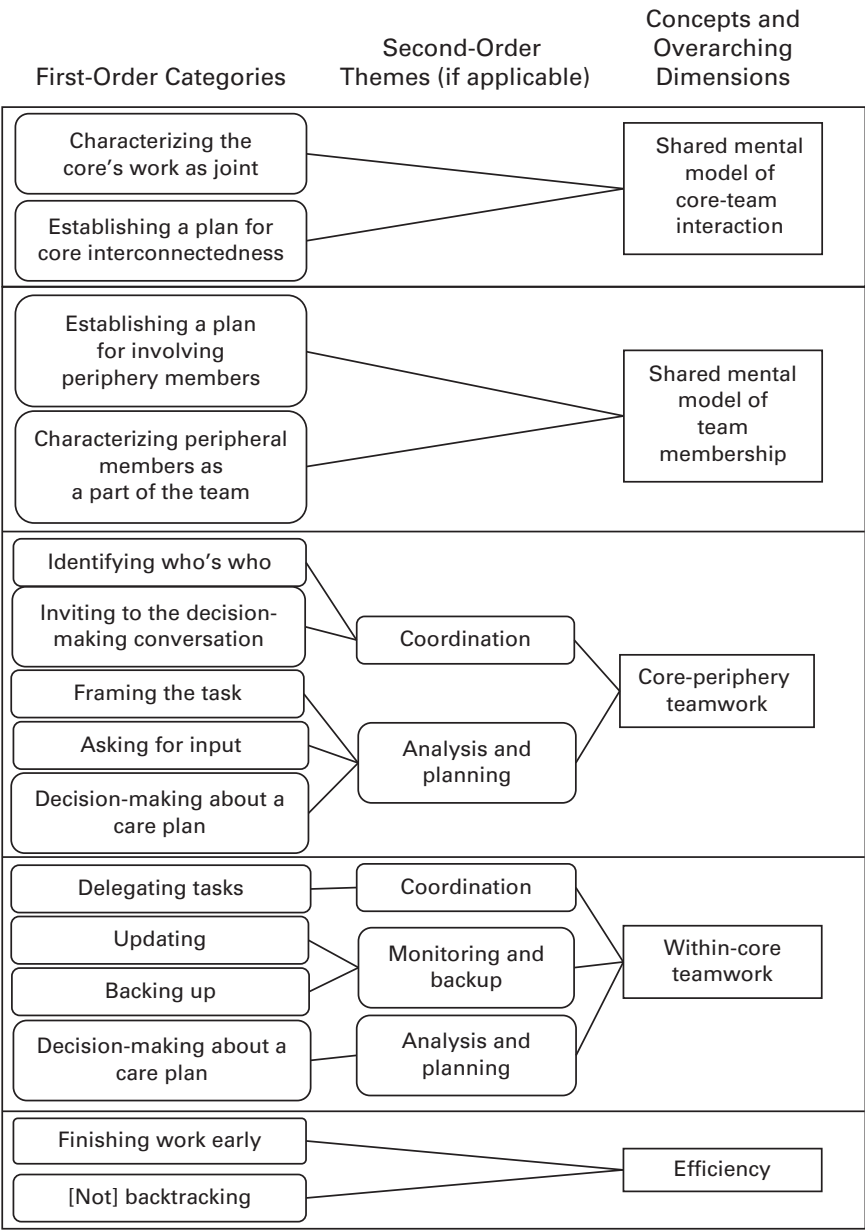 First-Order Categories
Second-Order
Themes (if applicable)
Concepts and
Overarching
Dimensions
Characterizing the
core's work as joint
Establishing a plan for
core interconnectedness
Shared mental
model of
core-team
interaction
Establishing a plan
for involving
periphery members
Characterizing peripheral
members as
a part of the team
Shared mental
model of
team
membership
Identifying who's who
Inviting to the decision-
making conversation
Framing the task
Asking for input
Decision-making about a
care plan
Coordination
Analysis and
planning
Core-periphery
teamwork
Delegating tasks
Updating
Backing up
Decision-making about a
care plan
Coordination
Monitoring and
backup
Analysis and
planning
Within-core
teamwork
Finishing work early
[Not] backtracking
Efficiency